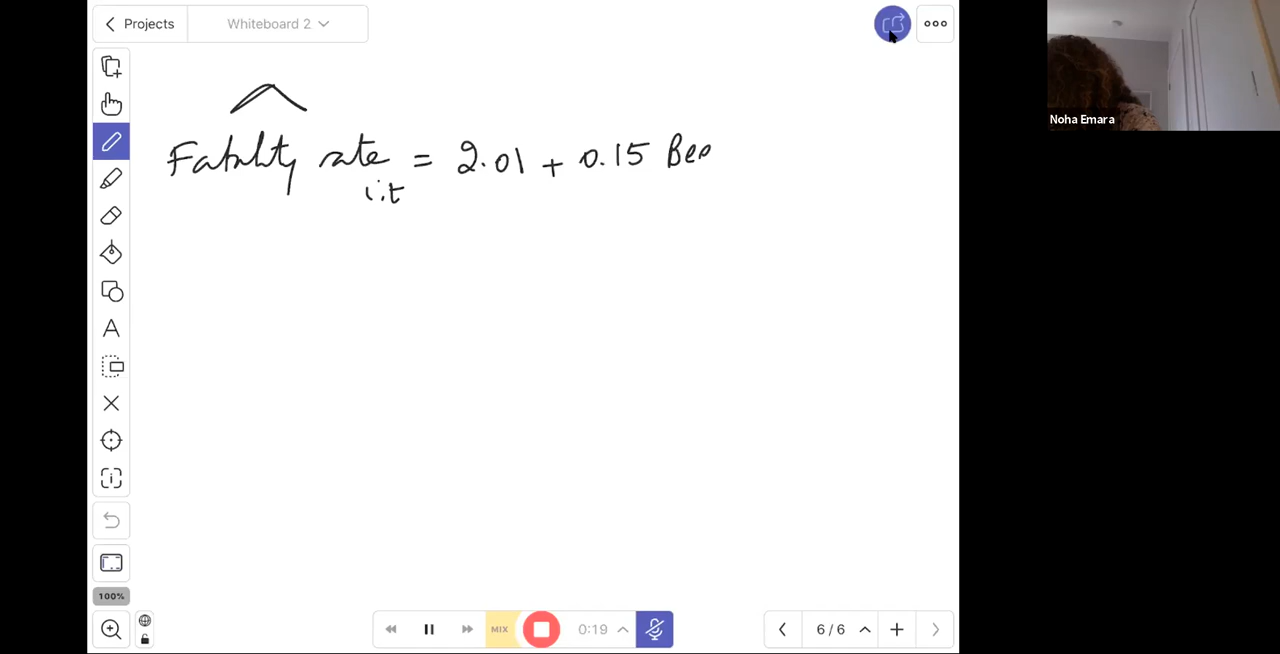 Projects
Whiteboard 2
Noha Emara
Fatality rate = 2.01 + 0.15 Bee
i.t
A
100%
MIX
0:19
6/6